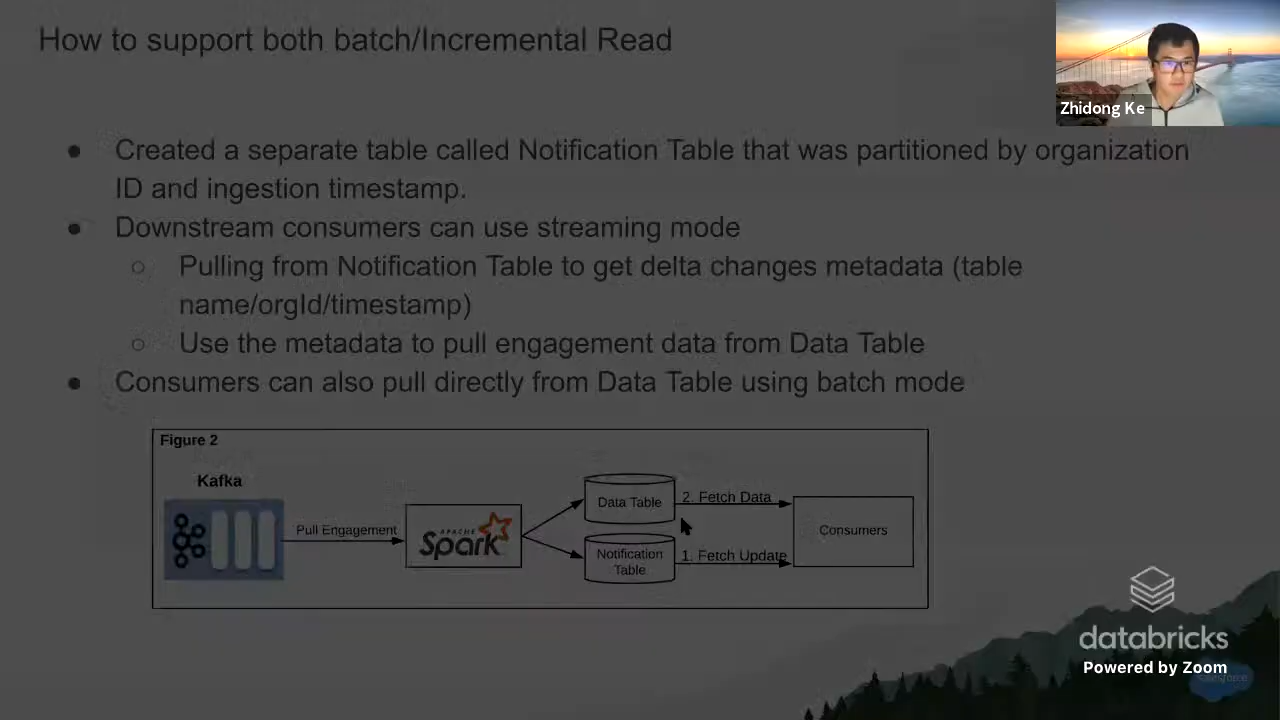 How to support both batch/Incremental Read
Zhidong Ke
● Created a separate table called Notification Table that was partitioned by organization
ID and ingestion timestamp.
● Downstream consumers can use streaming mode
○ Pulling from Notification Table to get delta changes metadata (table
name/orgId/timestamp)
○ Use the metadata to pull engagement data from Data Table
● Consumers can also pull directly from Data Table using batch mode
Figure 2
Kafka
Pull Engagement
APACHE
Spark
Data Table
Notification
Table
2. Fetch Data
1. Fetch Update
Consumers
databricks
Powered by Zoom
salesforce